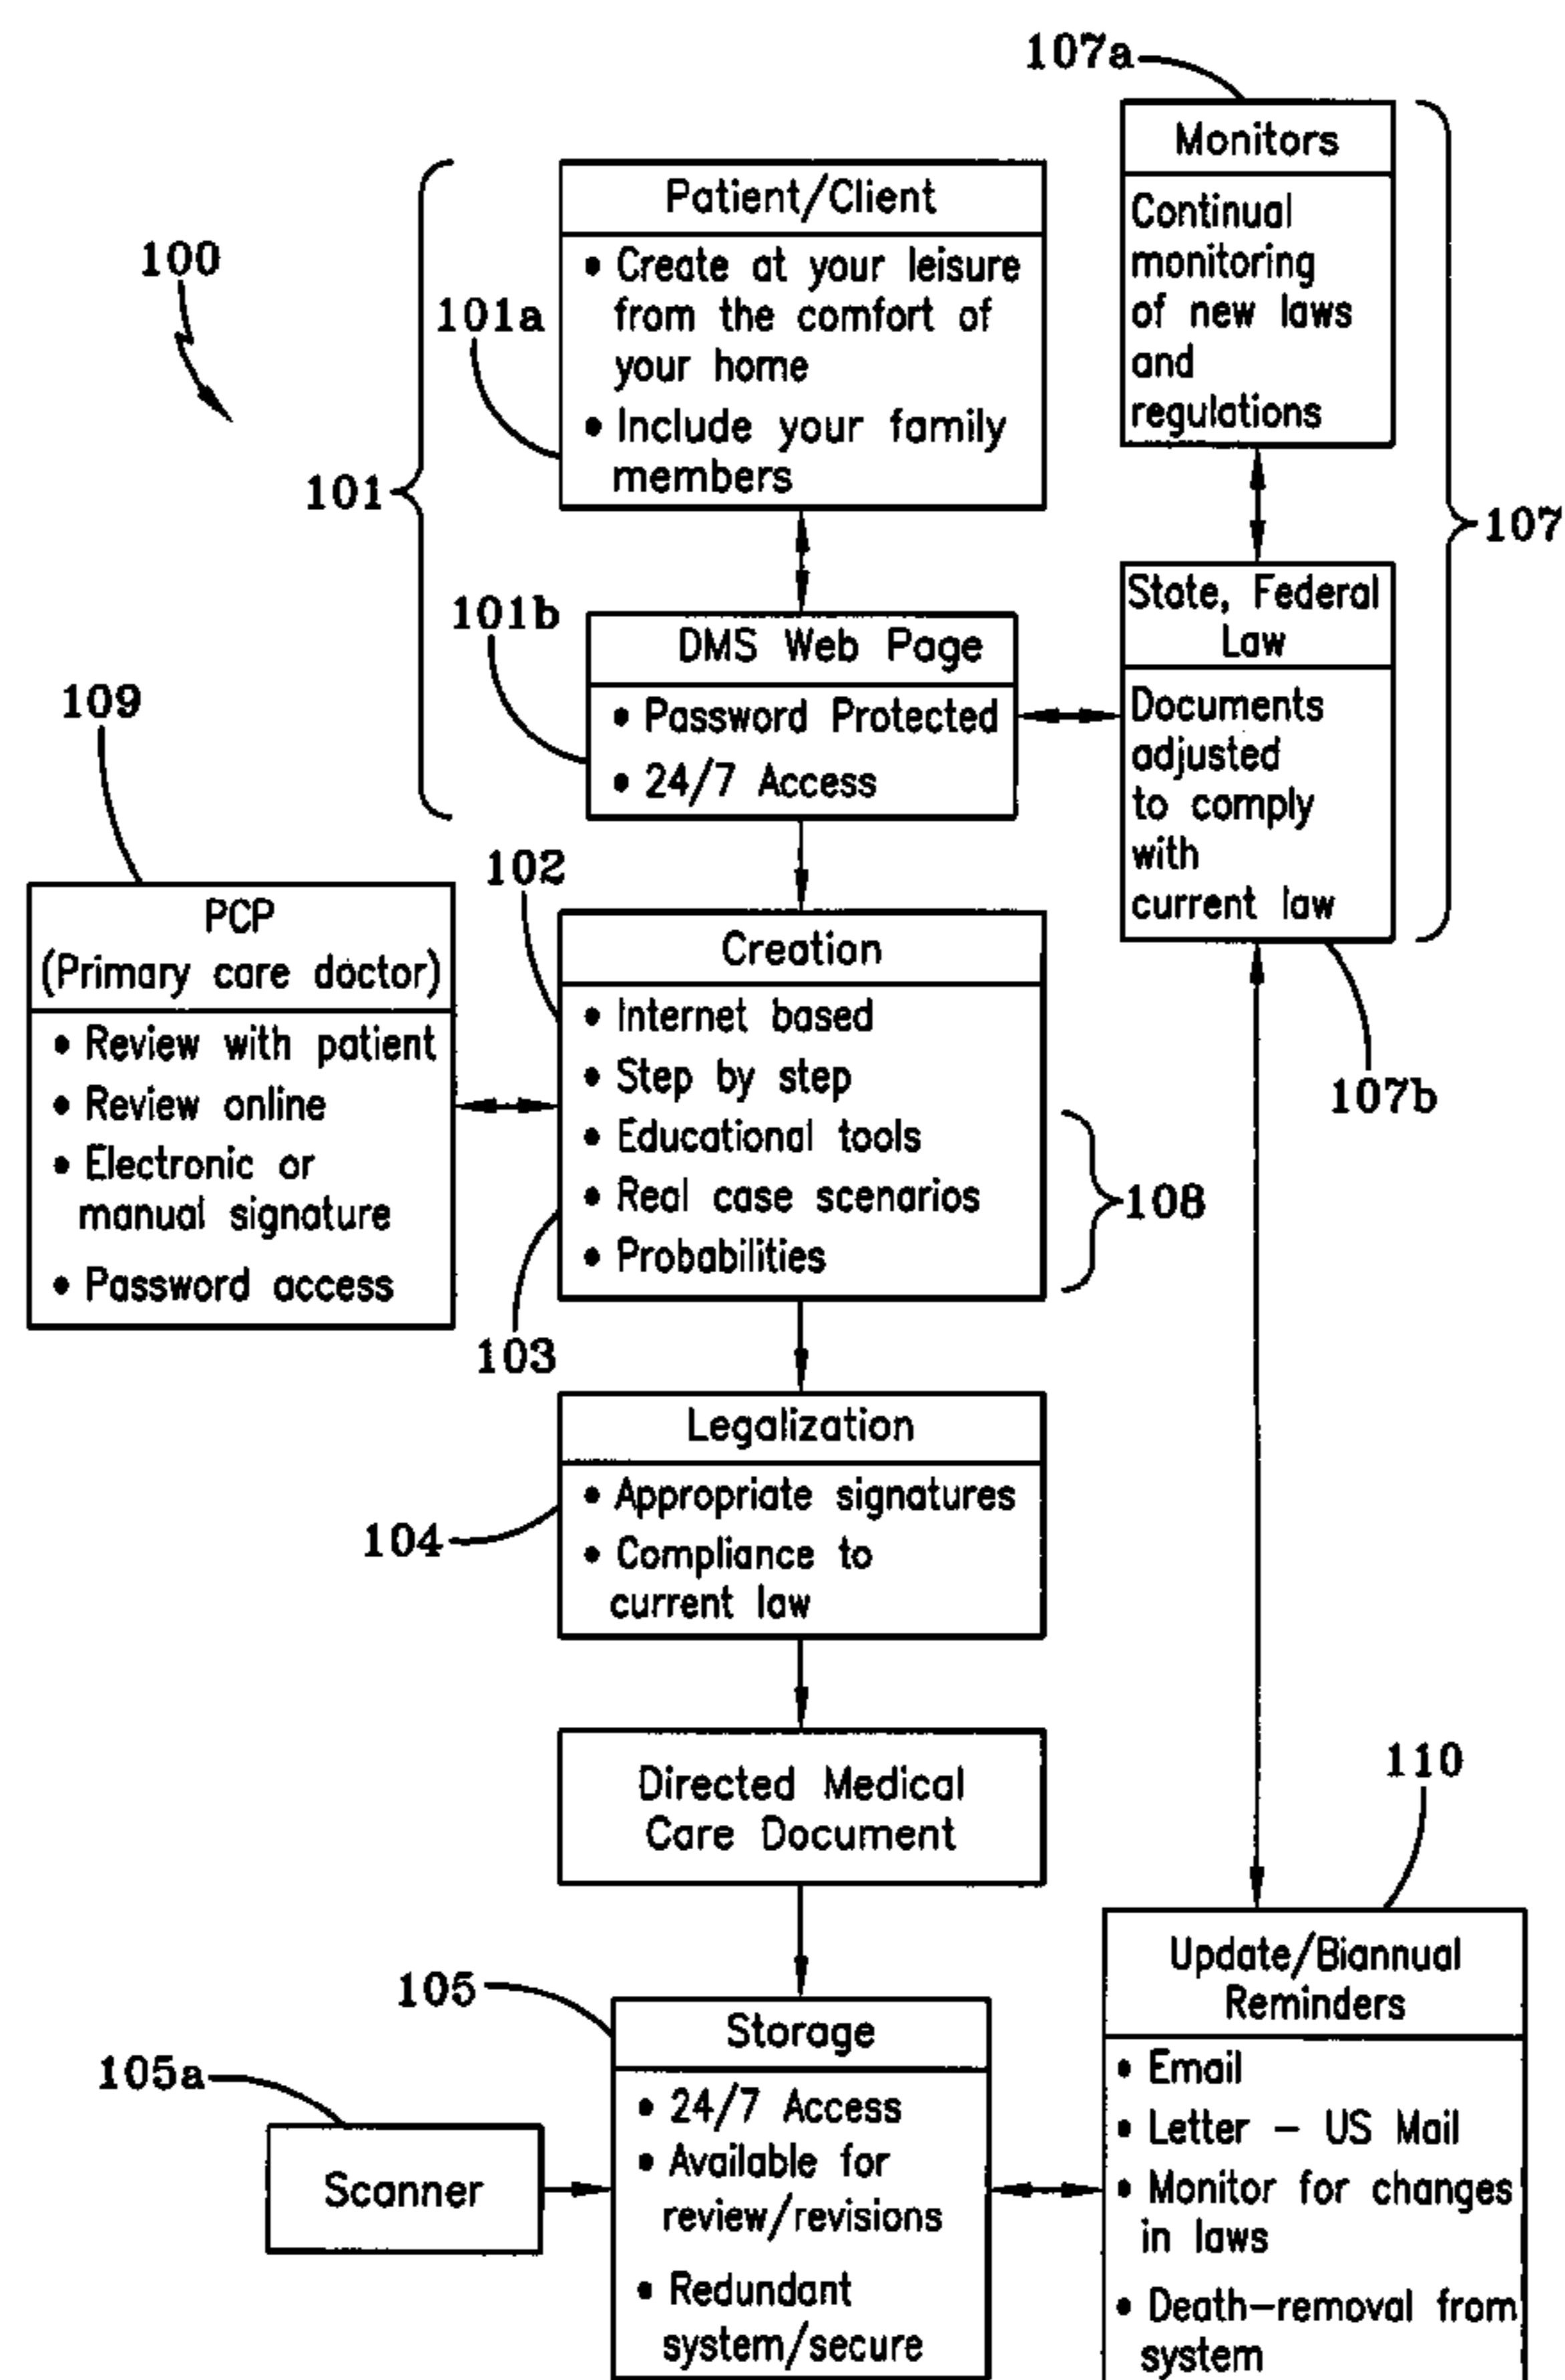 107a
Monitors
Continual
monitoring
of new laws
and
regulations
107
Patient/Client
• Create at your leisure
from the comfort of
your home
• Include your family
members
100
101a
101
101b
DMS Web Page
• Password Protected
• 24/7 Access
State, Federal
Law
Documents
adjusted
to comply
with
current law
107b
109
PCP
(Primary care doctor)
• Review with patient
• Review online
• Electronic or
manual signature
• Password access
102
Creation
• Internet based
• Step by step
• Educational tools
• Real case scenarios
• Probabilities
108
103
Legalization
• Appropriate signatures
• Compliance to
current law
104
Directed Medical
Care Document
110
105
Storage
• 24/7 Access
• Available for
review/revisions
• Redundant
system/secure
105a
Scanner
Update/Biannual
Reminders
• Email
• Letter – US Mail
• Monitor for changes
in laws
• Death–removal from
system